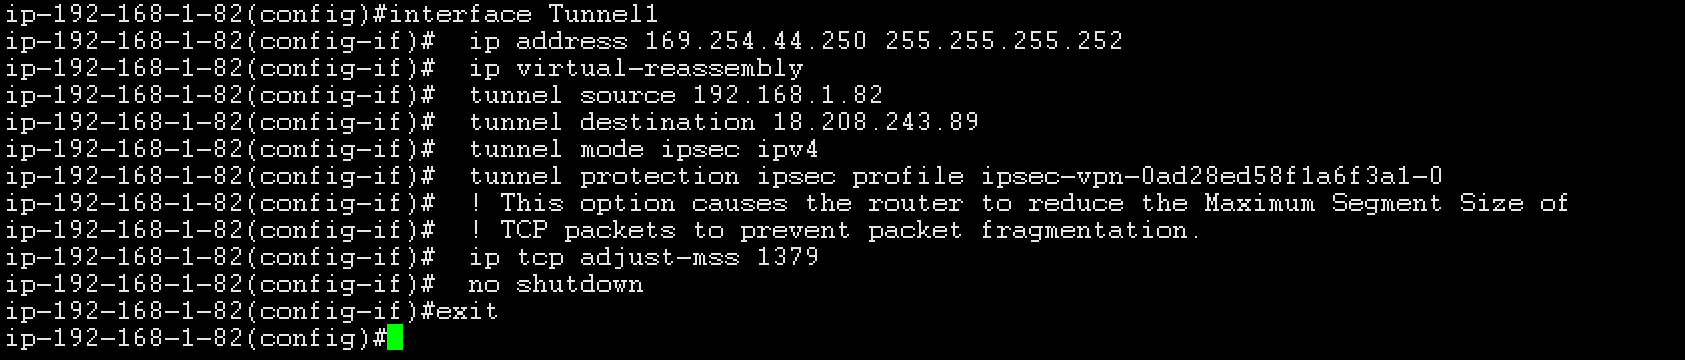 ip-192-168-1-82(config)#interface Tunnel1
ip-192-168-1-82(config-if)#  ip address 169.254.44.250 255.255.255.252
ip-192-168-1-82(config-if)#  ip virtual-reassembly
ip-192-168-1-82(config-if)#  tunnel source 192.168.1.82
ip-192-168-1-82(config-if)#  tunnel destination 18.208.243.89
ip-192-168-1-82(config-if)#  tunnel mode ipsec ipv4
ip-192-168-1-82(config-if)#  tunnel protection ipsec profile ipsec-vpn-0ad28ed58f1a6f3a1-0
ip-192-168-1-82(config-if)#  ! This option causes the router to reduce the Maximum Segment Size of
ip-192-168-1-82(config-if)#  ! TCP packets to prevent packet fragmentation.
ip-192-168-1-82(config-if)#  ip tcp adjust-mss 1379
ip-192-168-1-82(config-if)#  no shutdown
ip-192-168-1-82(config-if)#exit
ip-192-168-1-82(config)#